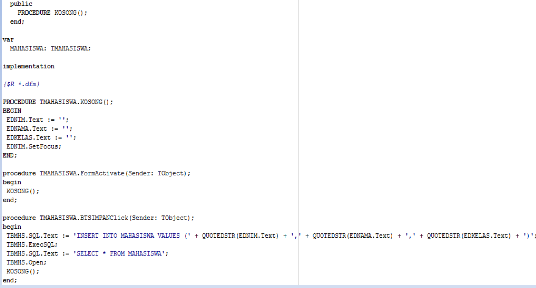 public
PROCEDURE KOSONG();
end;
var
MAHASISWA: TMAHASISWA;
implementation
{$R *.dfm}
PROCEDURE TMAHASISWA.KOSONG();
BEGIN
EDNIM.Text := '';
EDNAMA.Text := '';
EDKELAS.Text := '';
EDNIM.SetFocus;
END;
procedure TMAHASISWA.FormActivate(Sender: TObject);
begin
KOSONG();
end;
procedure TMAHASISWA.BTSIMPANClick(Sender: TObject);
begin
TBMHS.SQL.Text := 'INSERT INTO MAHASISWA VALUES (' + QUOTEDSTR(EDNIM.Text) + ',' + QUOTEDSTR(EDNAMA.Text) + ',' + QUOTEDSTR(EDKELAS.Text) + ')';
TBMHS.ExecSQL;
TBMHS.SQL.Text := 'SELECT * FROM MAHASISWA';
TBMHS.Open;
KOSONG();
end;